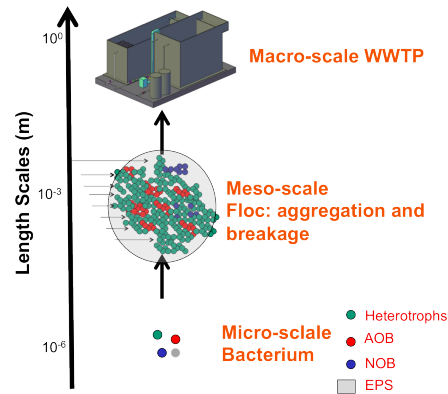 10⁰
Macro-scale WWTP
Length Scales (m)
10⁻³
Meso-scale
Floc: aggregation and
breakage
Micro-sclale
Bacterium
10⁻⁶
Heterotrophs
AOB
NOB
EPS